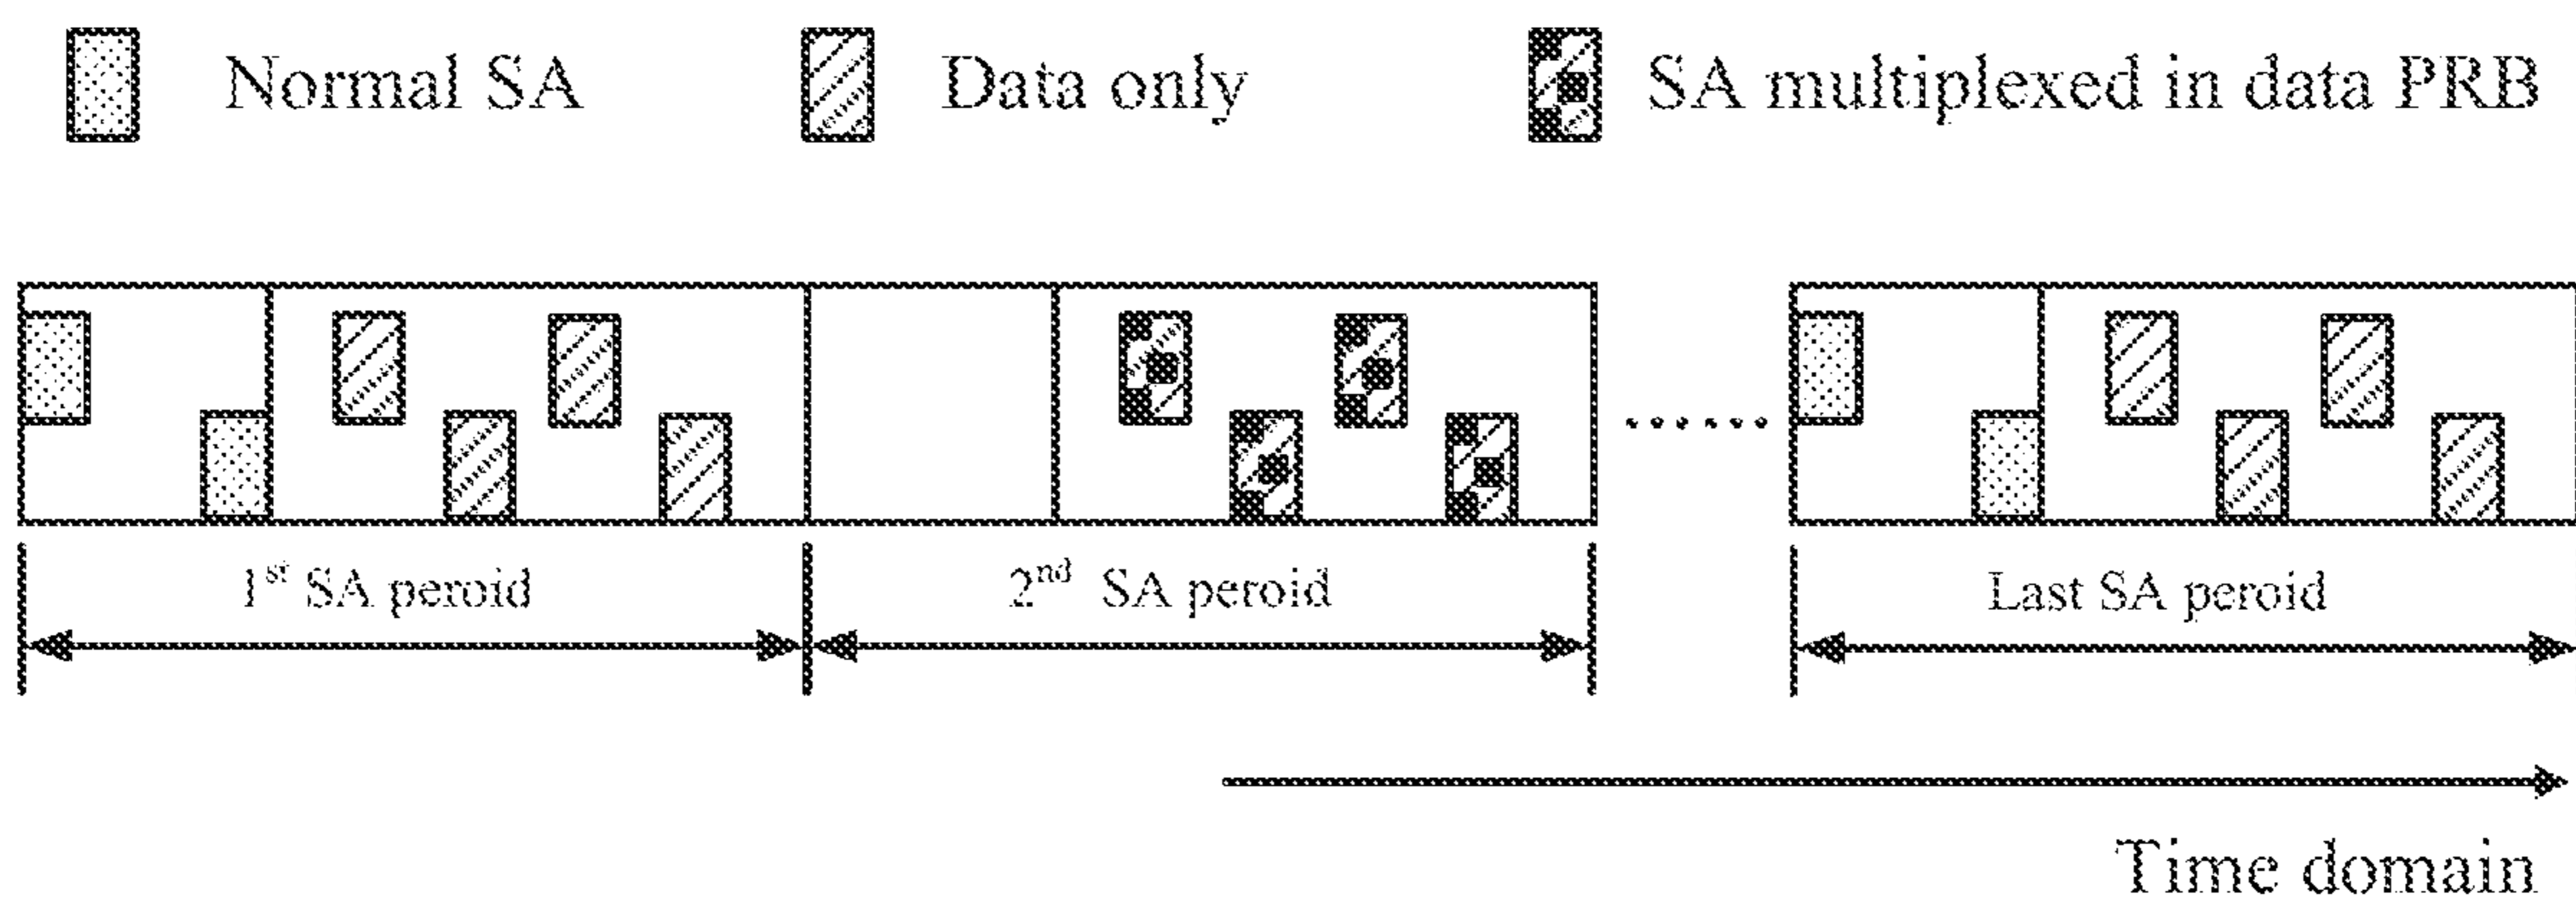 Normal SA Data only SA multiplexed in data PRB
1st SA peroid 2nd SA peroid ...... Last SA peroid
Time domain